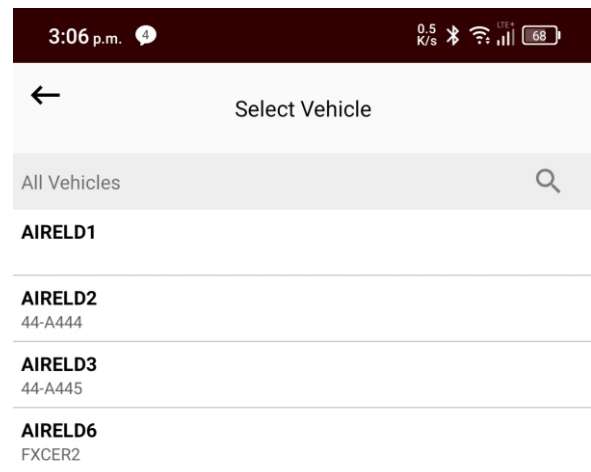 3:06 p.m. 4 0.5 K/s LTE+ 68
Select Vehicle
All Vehicles
AIRELD1
AIRELD2
44-A444
AIRELD3
44-A445
AIRELD6
FXCER2